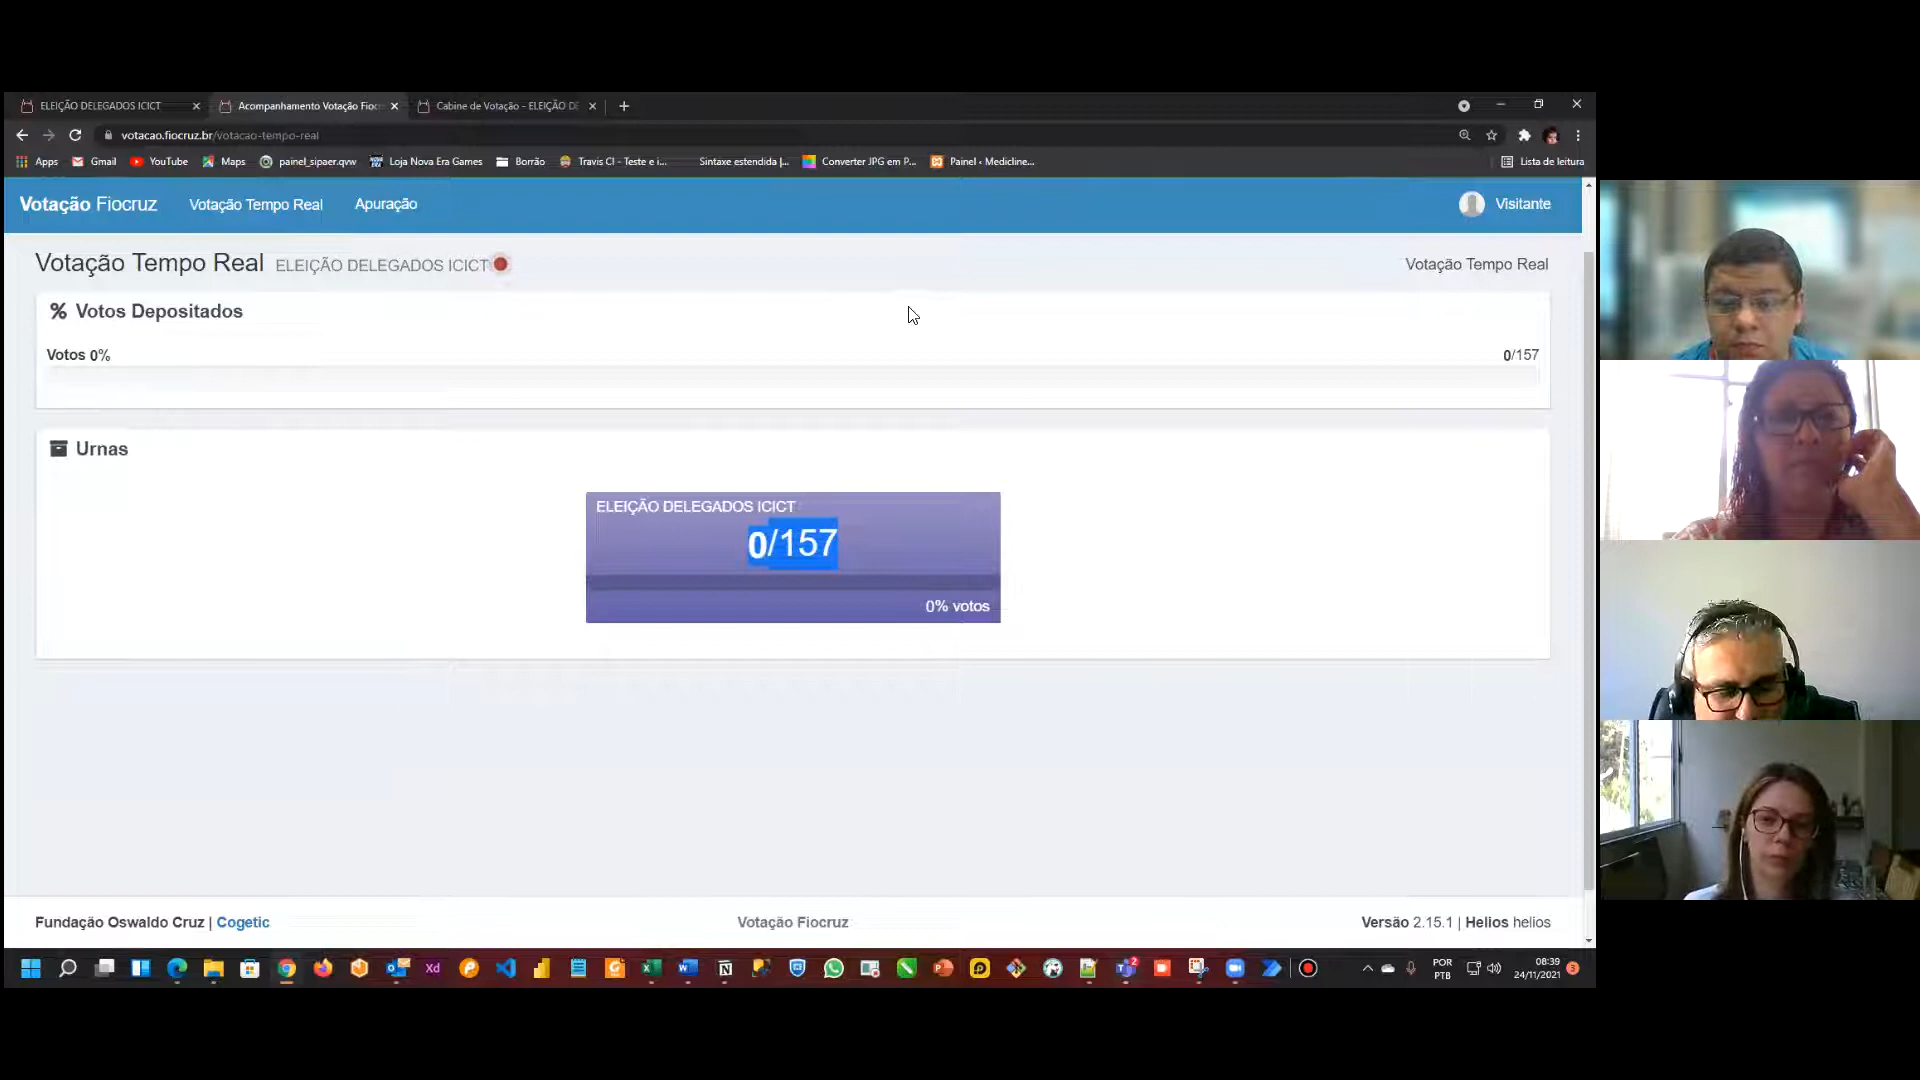 ELEIÇÃO DELEGADOS ICICT
Acompanhamento Votação Fioc
Cabine de Votação - ELEIÇÃO D
votacao.fiocruz.br/votacao-tempo-real
Apps Gmail YouTube Maps painel_sipaer.qvw Loja Nova Era Games Borrão Travis CI - Teste e i... Sintaxe estendida |... Converter JPG em P... Painel ‹ Medicline... Lista de leitura
Votação Fiocruz Votação Tempo Real Apuração Visitante
Votação Tempo Real ELEIÇÃO DELEGADOS ICICT Votação Tempo Real
% Votos Depositados
Votos 0% 0/157
Urnas
ELEIÇÃO DELEGADOS ICICT
0/157
0% votos
Fundação Oswaldo Cruz | Cogetic Votação Fiocruz Versão 2.15.1 | Helios helios
POR 08:39
PTB 24/11/2021